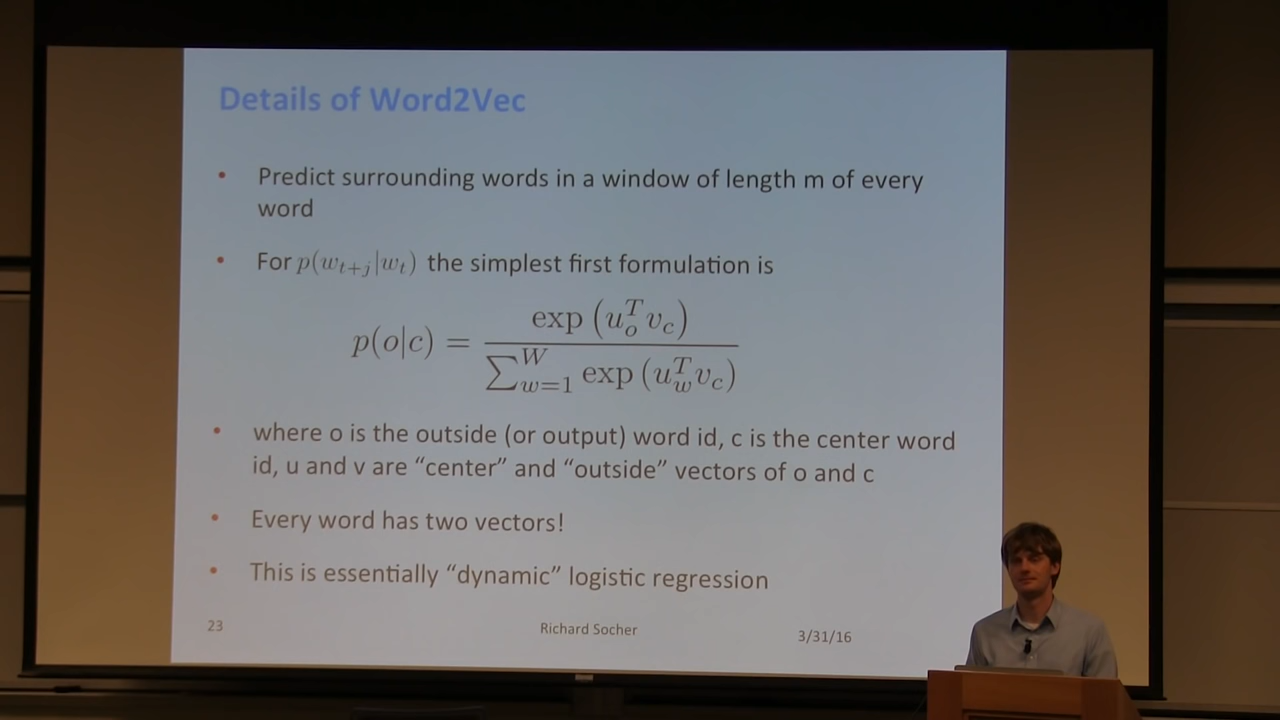 Details of Word2Vec
• Predict surrounding words in a window of length m of every
word
• For p(w_{t+j}|w_t) the simplest first formulation is
p(o|c) = \frac{\exp(u_o^T v_c)}{\sum_{w=1}^{W} \exp(u_w^T v_c)}
• where o is the outside (or output) word id, c is the center word
id, u and v are “center” and “outside” vectors of o and c
• Every word has two vectors!
• This is essentially “dynamic” logistic regression
23 Richard Socher 3/31/16